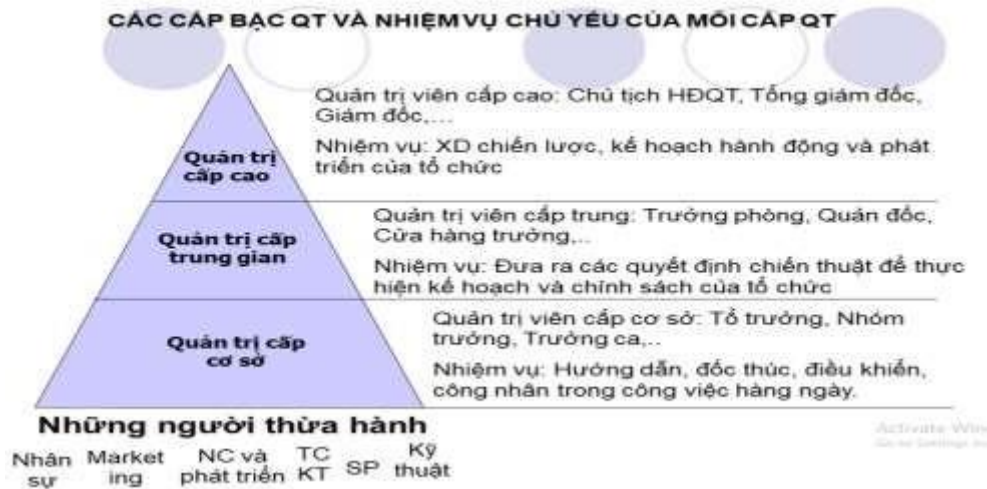 CÁC CẤP BẬC QT VÀ NHIỆM VỤ CHỦ YẾU CỦA MỖI CẤP QT
Quản trị viên cấp cao: Chủ tịch HĐQT, Tổng giám đốc,
Giám đốc,...
Nhiệm vụ: XD chiến lược, kế hoạch hành động và phát
triển của tổ chức
Quản trị
cấp cao
Quản trị viên cấp trung: Trưởng phòng, Quản đốc,
Cửa hàng trưởng,..
Nhiệm vụ: Đưa ra các quyết định chiến thuật để thực
hiện kế hoạch và chính sách của tổ chức
Quản trị cấp
trung gian
Quản trị viên cấp cơ sở: Tổ trưởng, Nhóm
trưởng, Trưởng ca,..
Nhiệm vụ: Hướng dẫn, đốc thúc, điều khiển,
công nhân trong công việc hàng ngày.
Quản trị cấp
cơ sở
Những người thừa hành
Nhân
sự
Market
ing
NC và
phát triển
TC
KT
SP
Kỹ
thuật
Activate Win